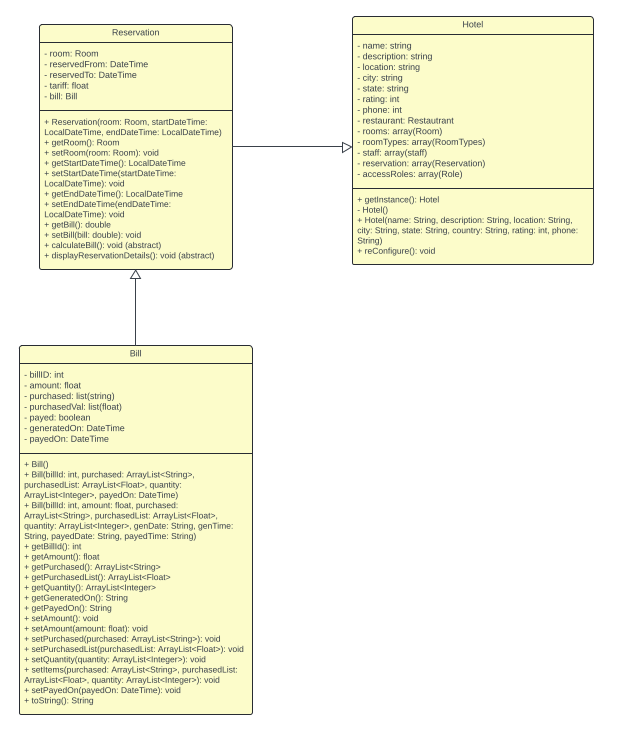 Reservation
- room: Room
- reservedFrom: DateTime
- reservedTo: DateTime
- tariff: float
- bill: Bill
+ Reservation(room: Room, startDateTime:
LocalDateTime, endDateTime: LocalDateTime)
+ getRoom(): Room
+ setRoom(room: Room): void
+ getStartDateTime(): LocalDateTime
+ setStartDateTime(startDateTime:
LocalDateTime): void
+ getEndDateTime(): LocalDateTime
+ setEndDateTime(endDateTime:
LocalDateTime): void
+ getBill(): double
+ setBill(bill: double): void
+ calculateBill(): void (abstract)
+ displayReservationDetails(): void (abstract)
Hotel
- name: string
- description: string
- location: string
- city: string
- state: string
- rating: int
- phone: int
- restaurant: Restautrant
- rooms: array(Room)
- roomTypes: array(RoomTypes)
- staff: array(staff)
- reservation: array(Reservation)
- accessRoles: array(Role)
+ getInstance(): Hotel
- Hotel()
+ Hotel(name: String, description: String, location: String,
city: String, state: String, country: String, rating: int, phone:
String)
+ reConfigure(): void
Bill
- billID: int
- amount: float
- purchased: list(string)
- purchasedVal: list(float)
- payed: boolean
- generatedOn: DateTime
- payedOn: DateTime
+ Bill()
+ Bill(billId: int, purchased: ArrayList<String>,
purchasedList: ArrayList<Float>, quantity:
ArrayList<Integer>, payedOn: DateTime)
+ Bill(billId: int, amount: float, purchased:
ArrayList<String>, purchasedList: ArrayList<Float>,
quantity: ArrayList<Integer>, genDate: String, genTime:
String, payedDate: String, payedTime: String)
+ getBillId(): int
+ getAmount(): float
+ getPurchased(): ArrayList<String>
+ getPurchasedList(): ArrayList<Float>
+ getQuantity(): ArrayList<Integer>
+ getGeneratedOn(): String
+ getPayedOn(): String
+ setAmount(): void
+ setAmount(amount: float): void
+ setPurchased(purchased: ArrayList<String>): void
+ setPurchasedList(purchasedList: ArrayList<Float>): void
+ setQuantity(quantity: ArrayList<Integer>): void
+ setItems(purchased: ArrayList<String>, purchasedList:
ArrayList<Float>, quantity: ArrayList<Integer>): void
+ setPayedOn(payedOn: DateTime): void
+ toString(): String